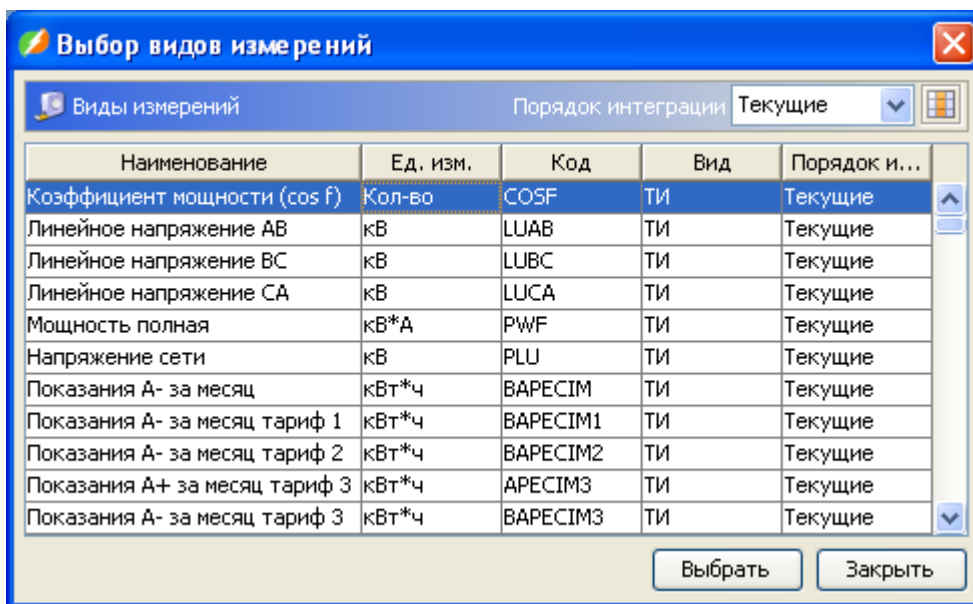 Выбор видов измерений
Виды измерений Порядок интеграции Текущие
Наименование Ед. изм. Код Вид Порядок и...
Коэффициент мощности (cos f) Кол-во COSF ТИ Текущие
Линейное напряжение АВ кВ LUAB ТИ Текущие
Линейное напряжение ВС кВ LUBC ТИ Текущие
Линейное напряжение СА кВ LUCA ТИ Текущие
Мощность полная кВ*А PWF ТИ Текущие
Напряжение сети кВ PLU ТИ Текущие
Показания А- за месяц кВт*ч BAPECIM ТИ Текущие
Показания А- за месяц тариф 1 кВт*ч BAPECIM1 ТИ Текущие
Показания А- за месяц тариф 2 кВт*ч BAPECIM2 ТИ Текущие
Показания А+ за месяц тариф 3 кВт*ч APECIM3 ТИ Текущие
Показания А- за месяц тариф 3 кВт*ч BAPECIM3 ТИ Текущие
Выбрать Закрыть